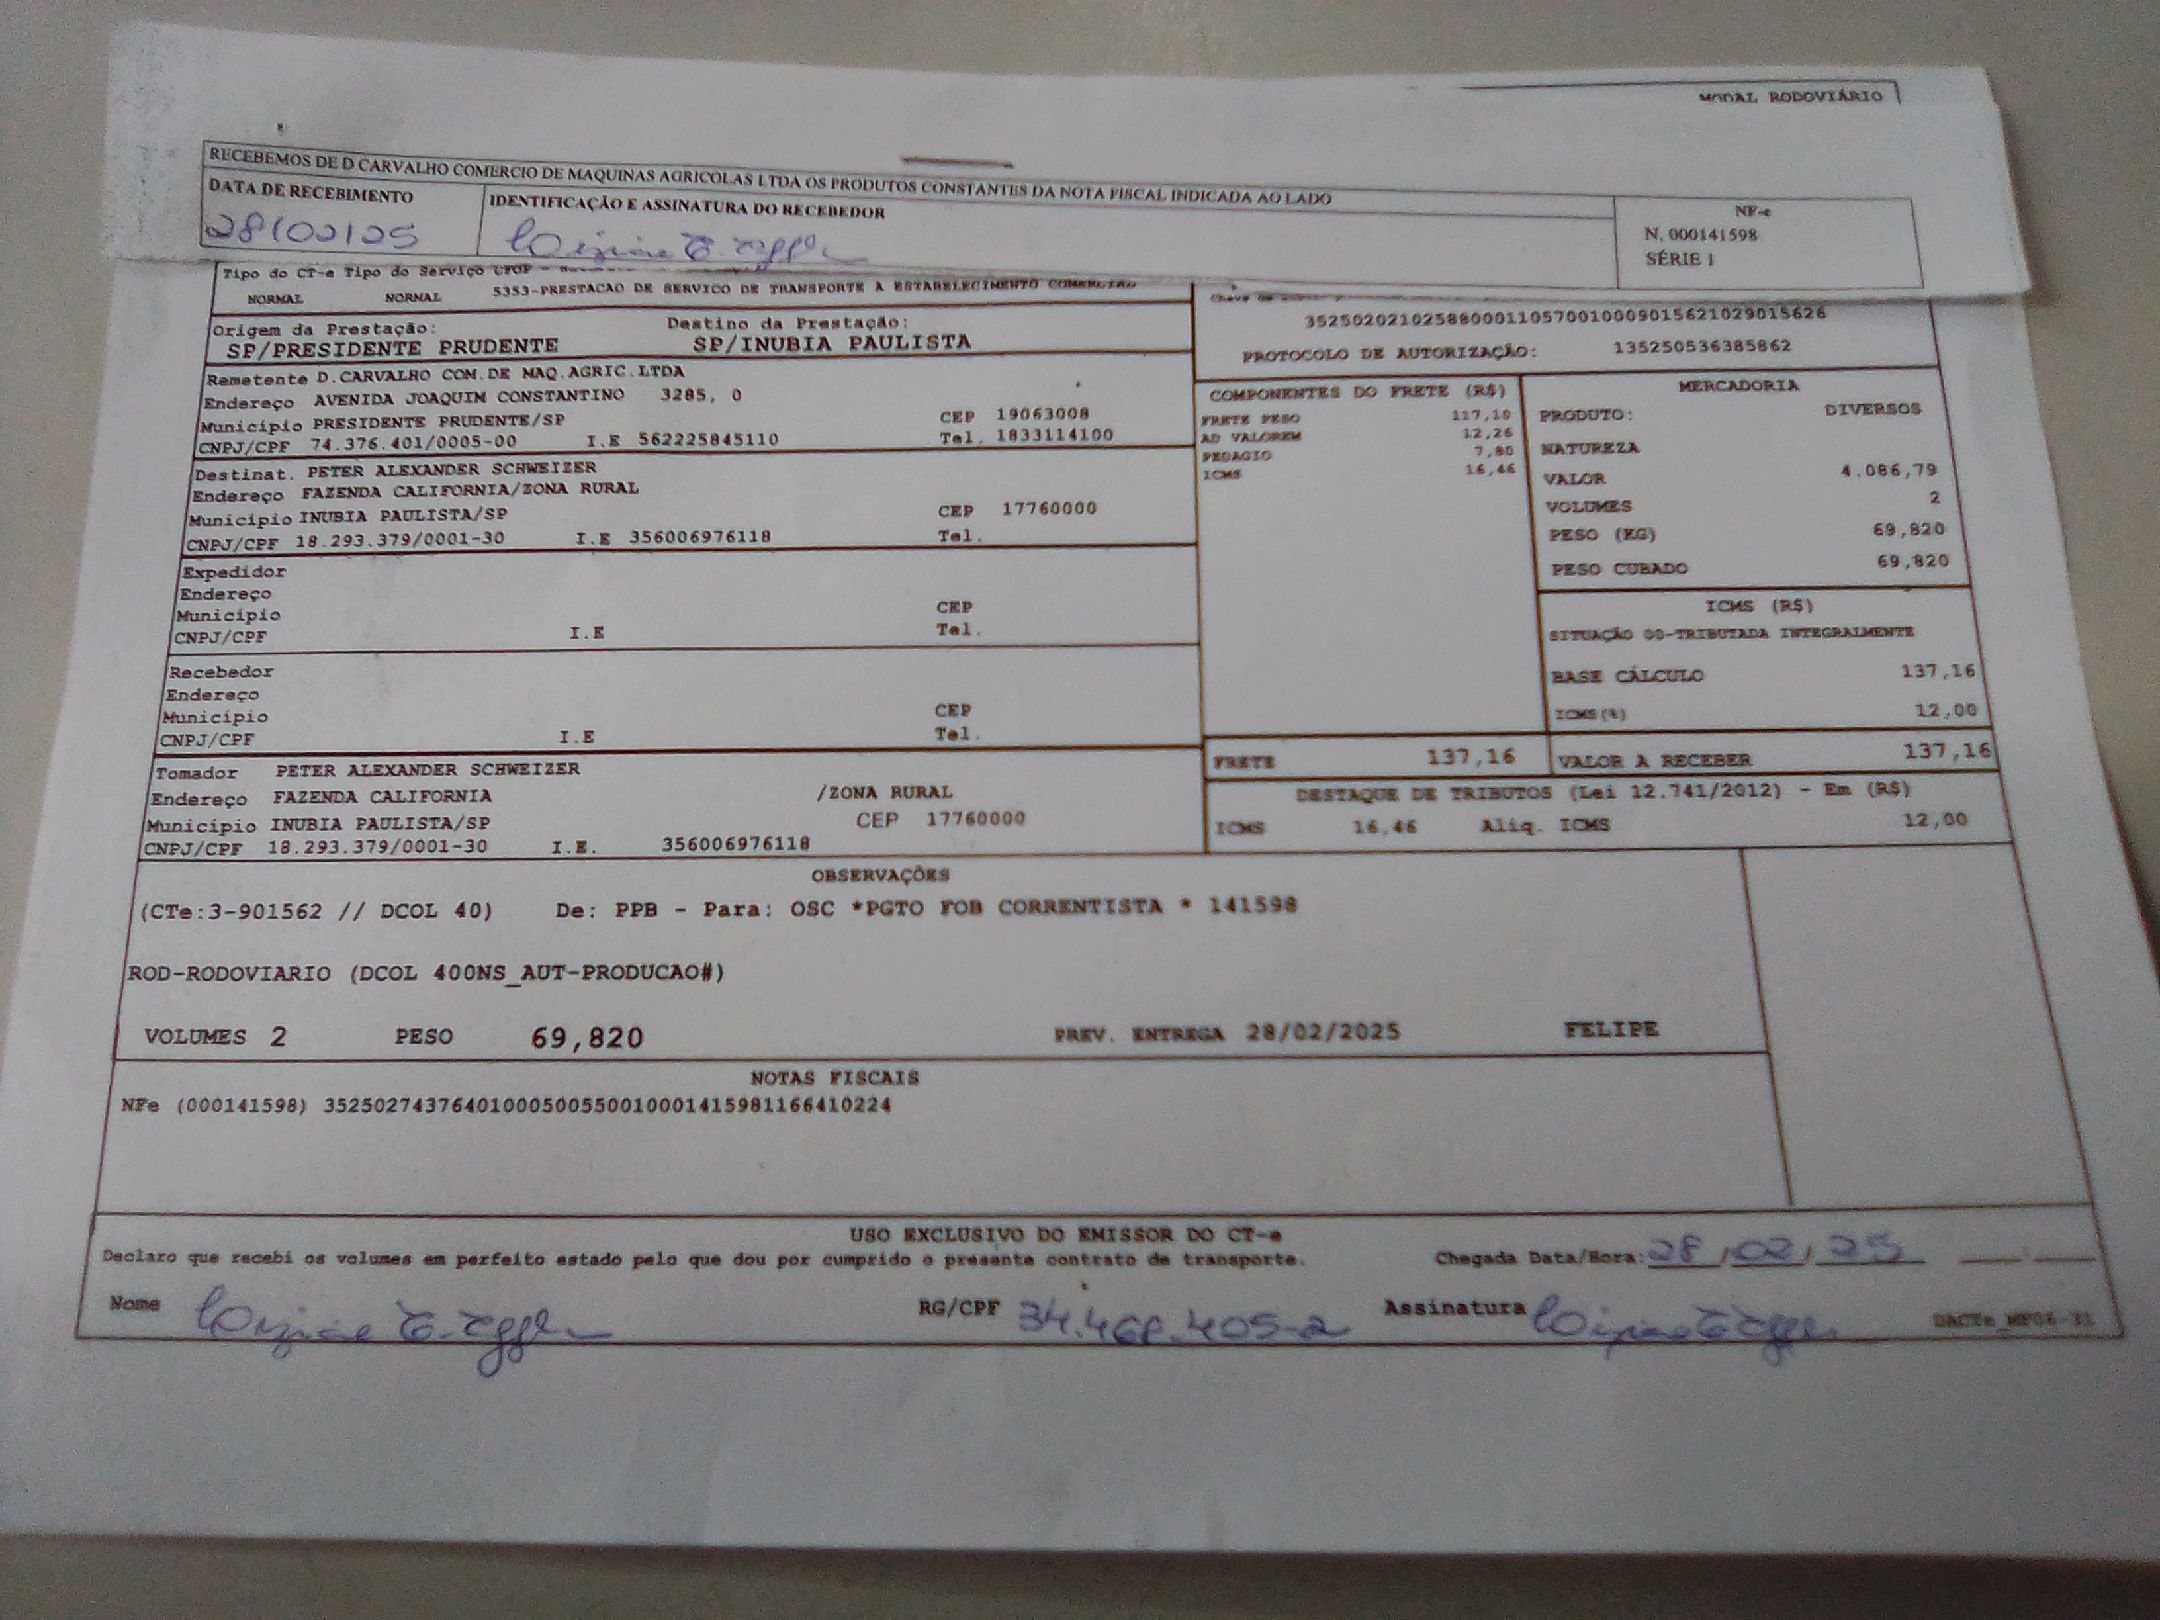 MODAL RODOVIÁRIO
RECEBEMOS DE D CARVALHO COMERCIO DE MAQUINAS AGRICOLAS LTDA OS PRODUTOS CONSTANTES DA NOTA FISCAL INDICADA AO LADO
DATA DE RECEBIMENTO IDENTIFICAÇÃO E ASSINATURA DO RECEBEDOR NF-e
28/02/25 N. 000141598
SÉRIE 1
Tipo do CT-e Tipo do Serviço CFOP -
NORMAL NORMAL 5353-PRESTACAO DE SERVICO DE TRANSPORTE A ESTABELECIMENTO COMERCIAL
Origem da Prestação: Destino da Prestação: 35250202102588000110570010009015621029015626
SP/PRESIDENTE PRUDENTE SP/INUBIA PAULISTA PROTOCOLO DE AUTORIZAÇÃO: 135250536385862
Remetente D.CARVALHO COM.DE MAQ.AGRIC.LTDA
Endereço AVENIDA JOAQUIM CONSTANTINO 3285, 0
Município PRESIDENTE PRUDENTE/SP CEP 19063008
CNPJ/CPF 74.376.401/0005-00 I.E 562225845110 Tel. 1833114100
Destinat. PETER ALEXANDER SCHWEIZER
Endereço FAZENDA CALIFORNIA/ZONA RURAL
Município INUBIA PAULISTA/SP CEP 17760000
CNPJ/CPF 18.293.379/0001-30 I.E 356006976118 Tel.
Expedidor
Endereço
Município CEP
CNPJ/CPF I.E Tel.
Recebedor
Endereço
Município CEP
CNPJ/CPF I.E Tel.
Tomador PETER ALEXANDER SCHWEIZER
Endereço FAZENDA CALIFORNIA /ZONA RURAL
Município INUBIA PAULISTA/SP CEP 17760000
CNPJ/CPF 18.293.379/0001-30 I.E. 356006976118
COMPONENTES DO FRETE (R$)
FRETE PESO 117,10
AD VALOREM 12,26
PEDAGIO 7,80
ICMS 16,46
MERCADORIA
PRODUTO: DIVERSOS
NATUREZA
VALOR 4.086,79
VOLUMES 2
PESO (KG) 69,820
PESO CUBADO 69,820
ICMS (R$)
SITUAÇÃO 00-TRIBUTADA INTEGRALMENTE
BASE CÁLCULO 137,16
ICMS(%) 12,00
FRETE 137,16 VALOR A RECEBER 137,16
DESTAQUE DE TRIBUTOS (Lei 12.741/2012) - Em (R$)
ICMS 16,46 Aliq. ICMS 12,00
OBSERVAÇÕES
(CTe:3-901562 // DCOL 40) De: PPB - Para: OSC *PGTO FOB CORRENTISTA * 141598
ROD-RODOVIARIO (DCOL 400NS_AUT-PRODUCAO#)
VOLUMES 2 PESO 69,820 PREV. ENTREGA 28/02/2025 FELIPE
NOTAS FISCAIS
NFe (000141598) 35250274376401000500550010001415981166410224
USO EXCLUSIVO DO EMISSOR DO CT-e
Declaro que recebi os volumes em perfeito estado pelo que dou por cumprido o presente contrato de transporte. Chegada Data/Hora: 28/02/25
Nome RG/CPF 34.468.405-2 Assinatura